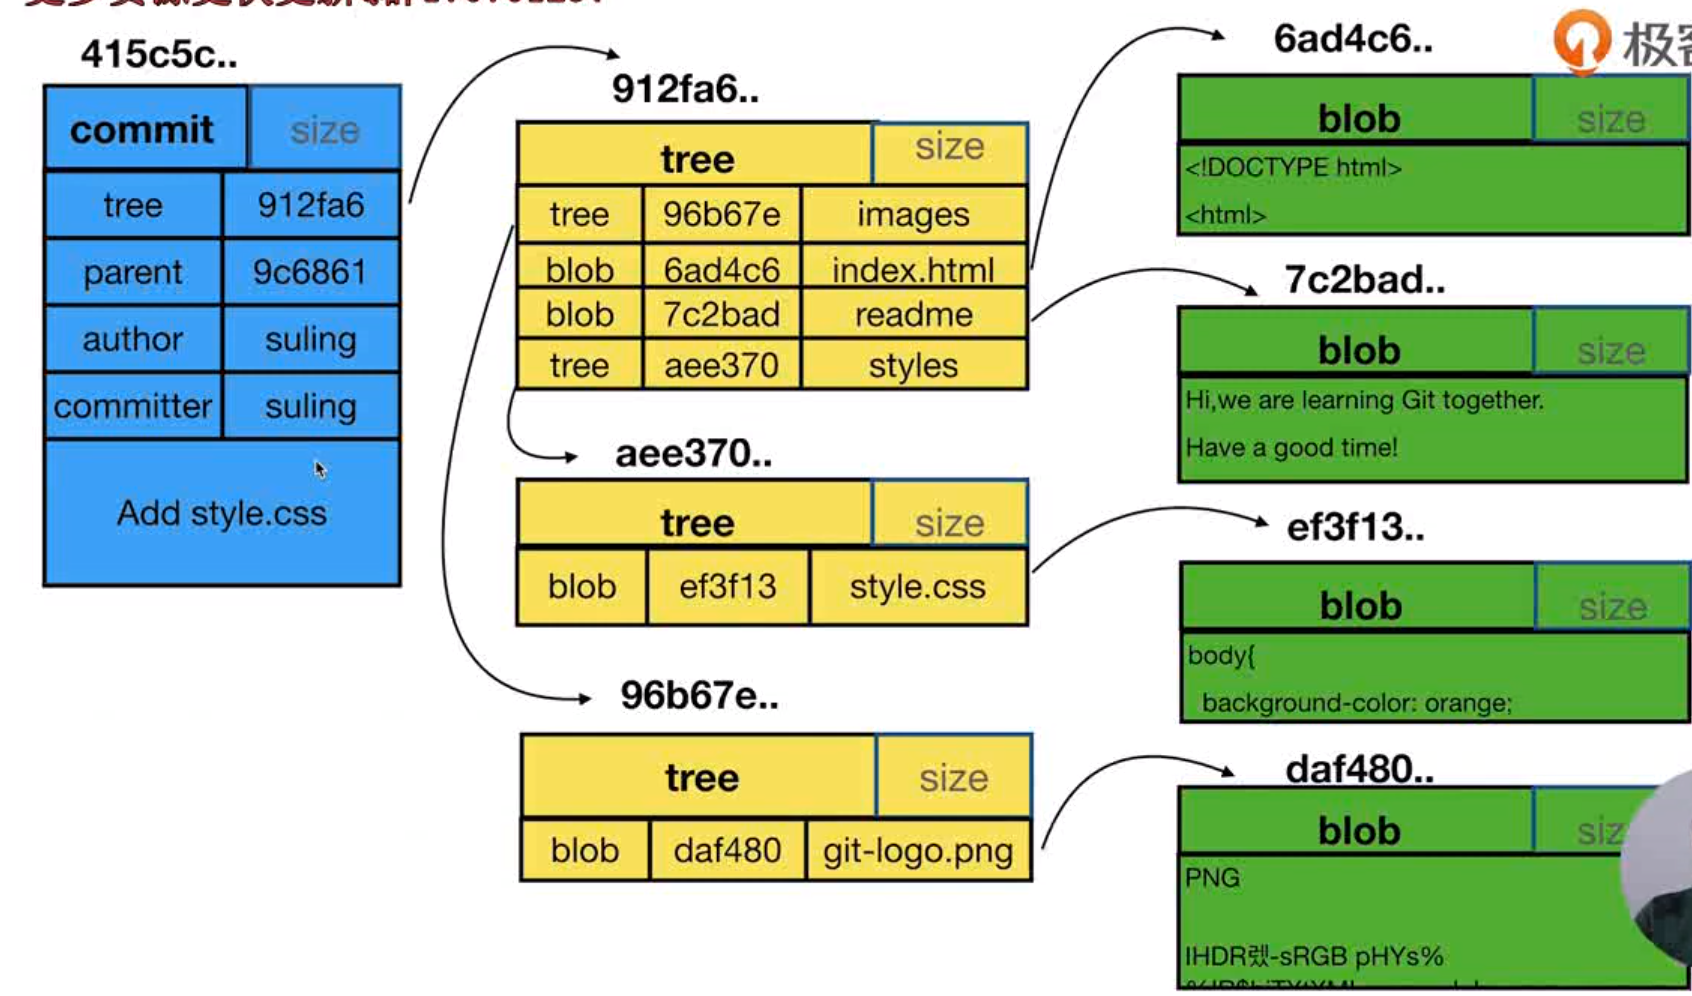 415c5c..
commit size
tree 912fa6
parent 9c6861
author suling
committer suling
Add style.css
912fa6..
tree size
tree 96b67e images
blob 6ad4c6 index.html
blob 7c2bad readme
tree aee370 styles
aee370..
tree size
blob ef3f13 style.css
96b67e..
tree size
blob daf480 git-logo.png
极客
6ad4c6..
blob size
<!DOCTYPE html>
<html>
7c2bad..
blob size
Hi,we are learning Git together.
Have a good time!
ef3f13..
blob size
body{
background-color: orange;
daf480..
blob siz
PNG
IHDR렜-sRGB pHYs%